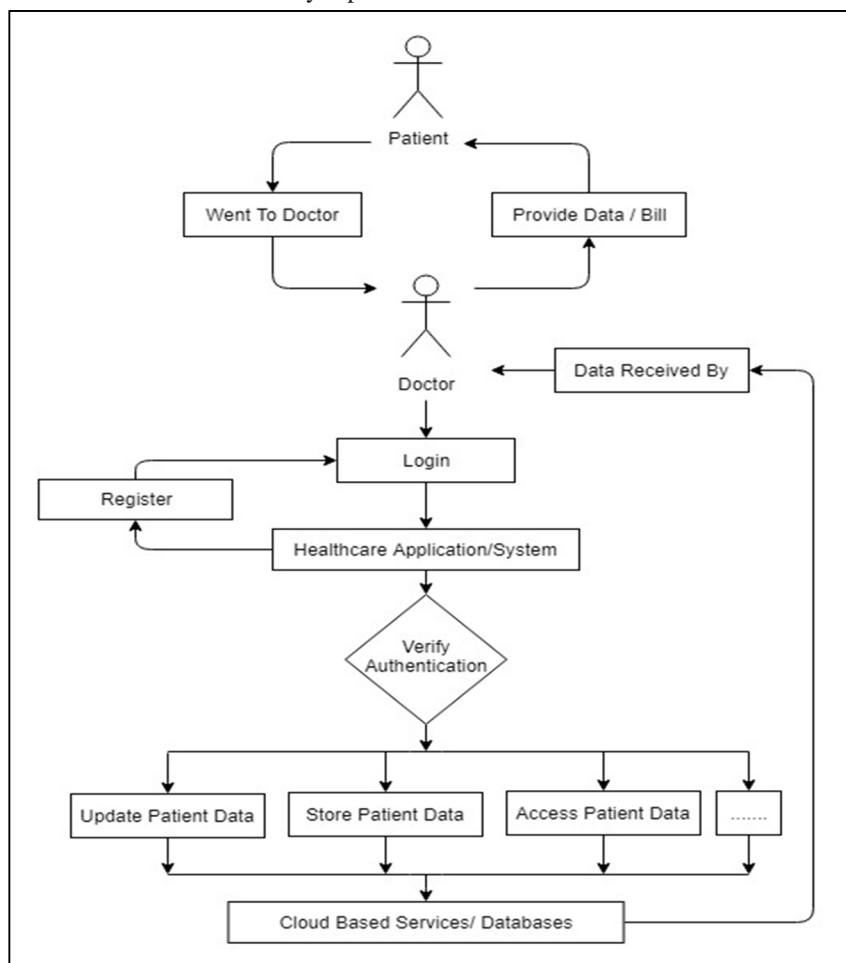 Patient
Went To Doctor
Provide Data / Bill
Doctor
Data Received By
Login
Register
Healthcare Application/System
Verify
Authentication
Update Patient Data
Store Patient Data
Access Patient Data
.......
Cloud Based Services/ Databases